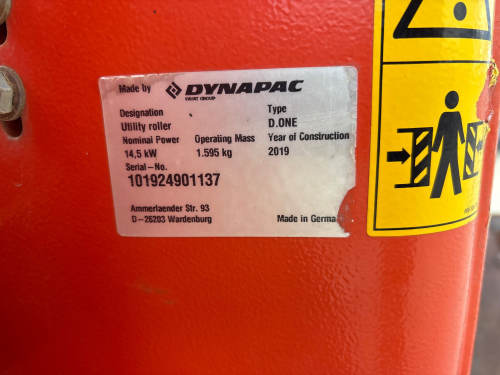 Made by DYNAPAC
FAYAT GROUP
Designation Type
Utility roller D.ONE
Nominal Power Operating Mass Year of Construction
14,5 kW 1.595 kg 2019
Serial-No.
101924901137
Ammerlaender Str. 93
D-26203 Wardenburg Made in Germa